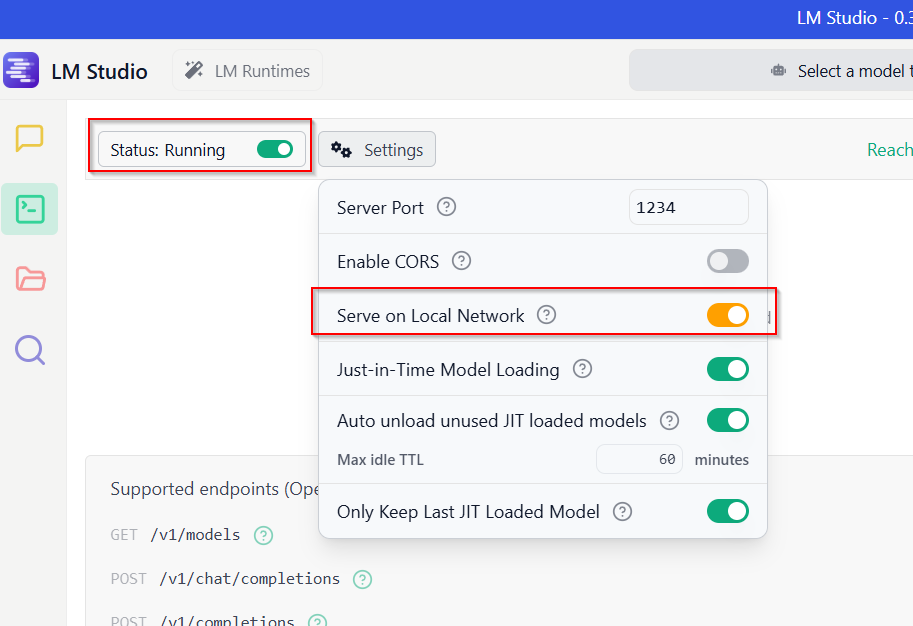 LM Studio - 0.3
LM Studio
LM Runtimes
Select a model t
Status: Running
Settings
Reach
Server Port
1234
Enable CORS
Serve on Local Network
Just-in-Time Model Loading
Auto unload unused JIT loaded models
Max idle TTL 60 minutes
Only Keep Last JIT Loaded Model
Supported endpoints (Ope
GET /v1/models
POST /v1/chat/completions
POST /v1/completions